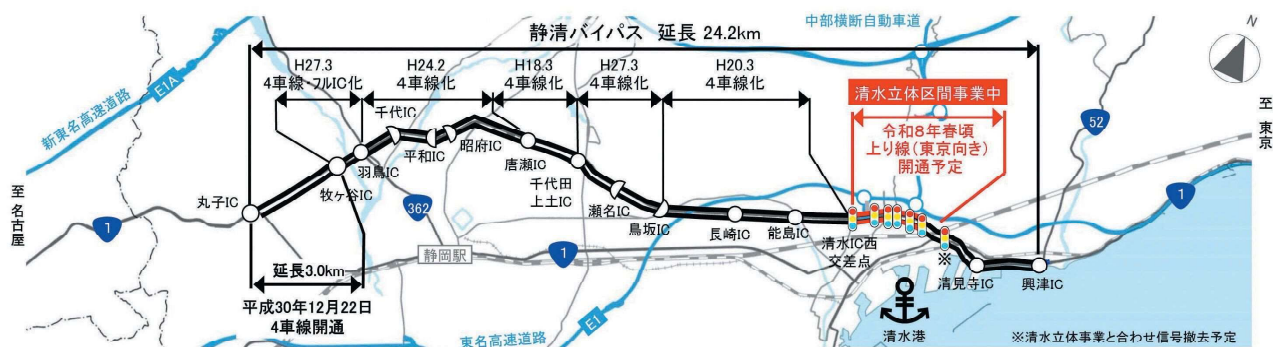 中部横断自動車道
N
静清バイパス 延長 24.2km
H27.3
4車線・フルIC化
H24.2
4車線化
H18.3
4車線化
H27.3
4車線化
H20.3
4車線化
清水立体区間事業中
令和8年春頃
上り線(東京向き)
開通予定
新東名高速道路
E1A
52
至 東京
至 名古屋
千代IC
平和IC
昭府IC
羽鳥IC
唐瀬IC
牧ヶ谷IC
丸子IC
千代田
上土IC
瀬名IC
鳥坂IC
長崎IC
能島IC
清水IC西
交差点
※
清見寺IC
興津IC
1
362
静岡駅
1
1
延長3.0km
平成30年12月22日
4車線開通
東名高速道路
E1
清水港
※清水立体事業と合わせ信号撤去予定